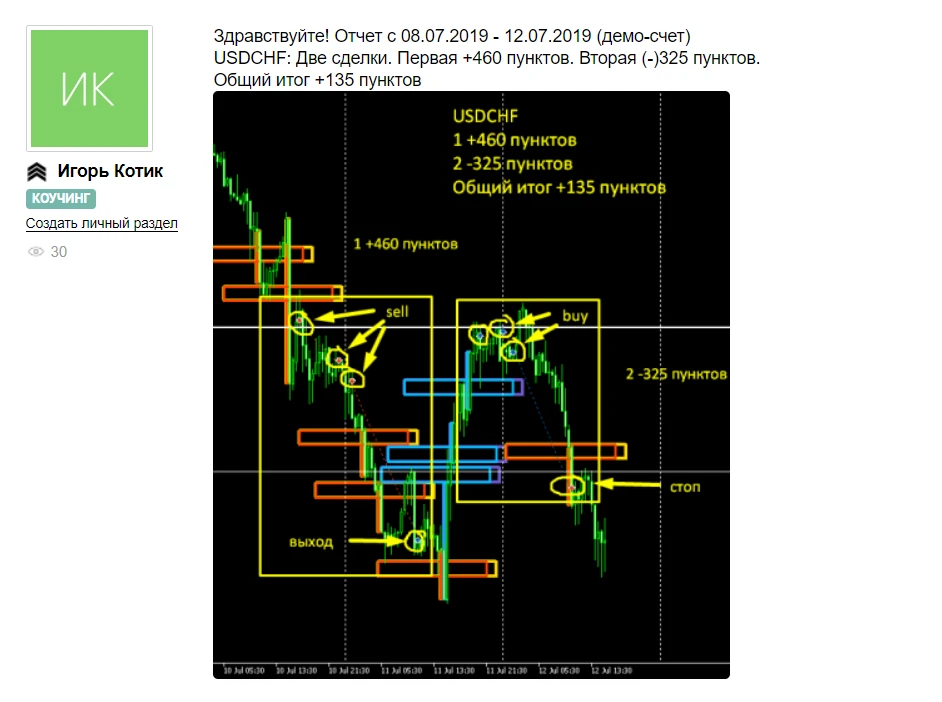 Здравствуйте! Отчет с 08.07.2019 - 12.07.2019 (демо-счет)
USDCHF: Две сделки. Первая +460 пунктов. Вторая (-)325 пунктов.
Общий итог +135 пунктов
ИК
Игорь Котик
КОУЧИНГ
Создать личный раздел
30
USDCHF
1 +460 пунктов
2 -325 пунктов
Общий итог +135 пунктов
1 +460 пунктов
sell
buy
2 -325 пунктов
стоп
выход
10 Jul 05:30 10 Jul 13:30 10 Jul 21:30 11 Jul 05:30 11 Jul 13:30 11 Jul 21:30 12 Jul 05:30 12 Jul 13:30